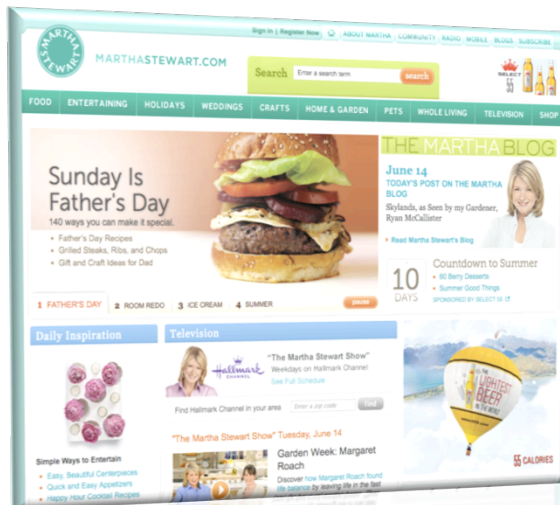 MARTHA
STEWART
MARTHASTEWART.COM
Sign in | Register Now
ABOUT MARTHA
COMMUNITY
RADIO
MOBILE
BLOGS
SUBSCRIBE
Search
Enter a search term
search
SELECT
55
FOOD
ENTERTAINING
HOLIDAYS
WEDDINGS
CRAFTS
HOME & GARDEN
PETS
WHOLE LIVING
TELEVISION
SHOP
Sunday Is
Father's Day
140 ways you can make it special.
• Father's Day Recipes
• Grilled Steaks, Ribs, and Chops
• Gift and Craft Ideas for Dad
1 FATHER'S DAY
2 ROOM REDO
3 ICE CREAM
4 SUMMER
pause
THE MARTHA BLOG
June 14
TODAY'S POST ON THE MARTHA
BLOG
Skylands, as Seen by my Gardener,
Ryan McCallister
Read Martha Stewart's Blog
10
DAYS
Countdown to Summer
• 60 Berry Desserts
• Summer Good Things
SPONSORED BY SELECT 55
Daily Inspiration
Simple Ways to Entertain
• Easy, Beautiful Centerpieces
• Quick and Easy Appetizers
• Happy Hour Cocktail Recipes
Television
Hallmark
CHANNEL
"The Martha Stewart Show"
Weekdays on Hallmark Channel
See Full Schedule
Find Hallmark Channel in your area
Enter a zip code
find
"The Martha Stewart Show" Tuesday, June 14
Garden Week: Margaret
Roach
Discover how Margaret Roach found
life balance by leaving life in the fast
THE
LIGHTEST
BEER
IN THE WORLD
55 CALORIES